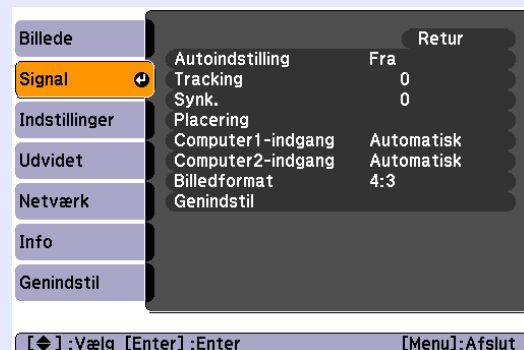 Billede
Signal
Indstillinger
Udvidet
Netværk
Info
Genindstil
Retur
Autoindstilling Fra
Tracking 0
Synk. 0
Placering
Computer1-indgang Automatisk
Computer2-indgang Automatisk
Billedformat 4:3
Genindstil
[◆] :Vælg [Enter] :Enter [Menu]:Afslut